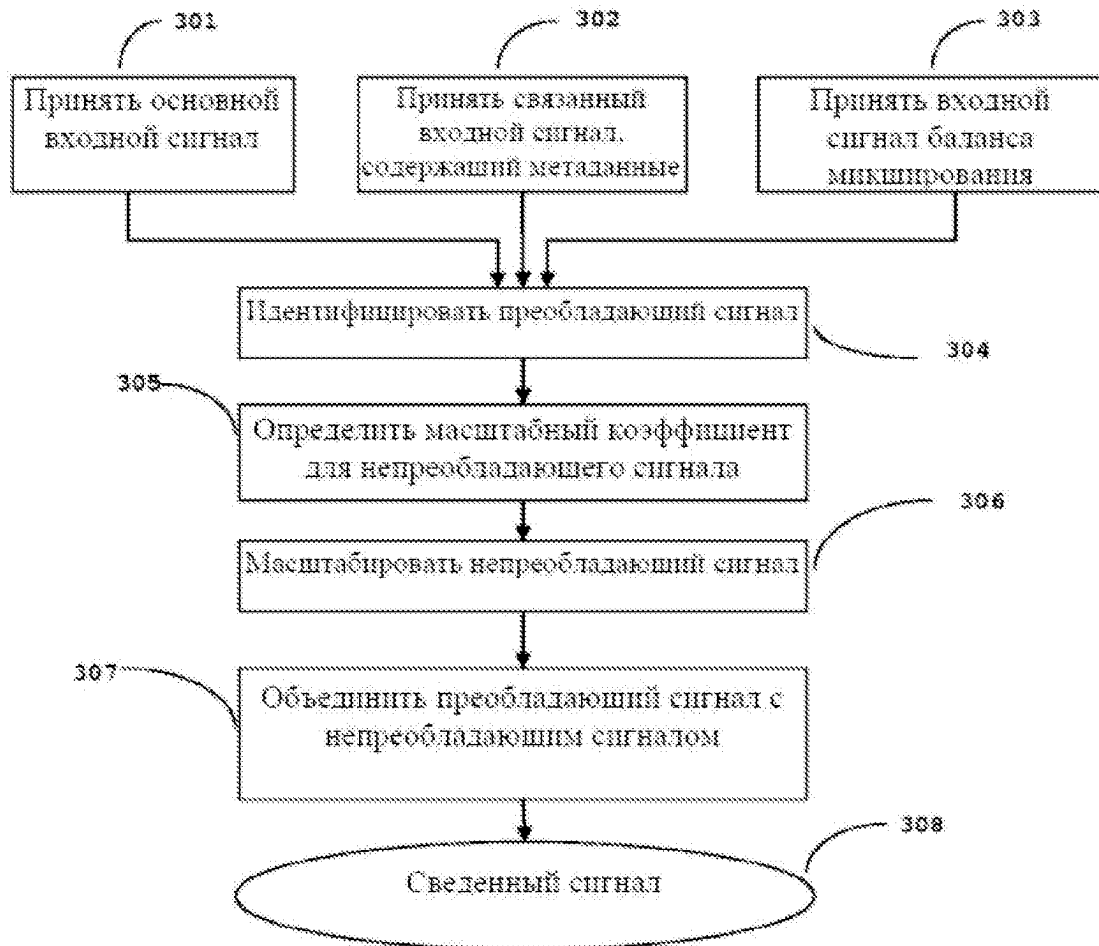 301
302
303
Принять основной
входной сигнал
Принять связанный
входной сигнал,
содержащий метаданные
Принять входной
сигнал баланса
микширования
Идентифицировать преобладающий сигнал
304
305
Определить масштабный коэффициент
для непреобладающего сигнала
306
Масштабировать непреобладающий сигнал
307
Объединить преобладающий сигнал с
непреобладающим сигналом
308
Сведенный сигнал